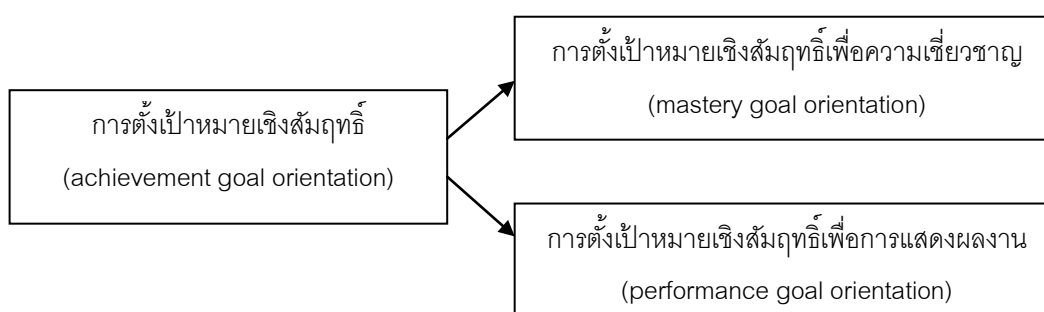 การตั้งเป้าหมายเชิงสัมฤทธิ์
(achievement goal orientation)
การตั้งเป้าหมายเชิงสัมฤทธิ์เพื่อความเชี่ยวชาญ
(mastery goal orientation)
การตั้งเป้าหมายเชิงสัมฤทธิ์เพื่อการแสดงผลงาน
(performance goal orientation)